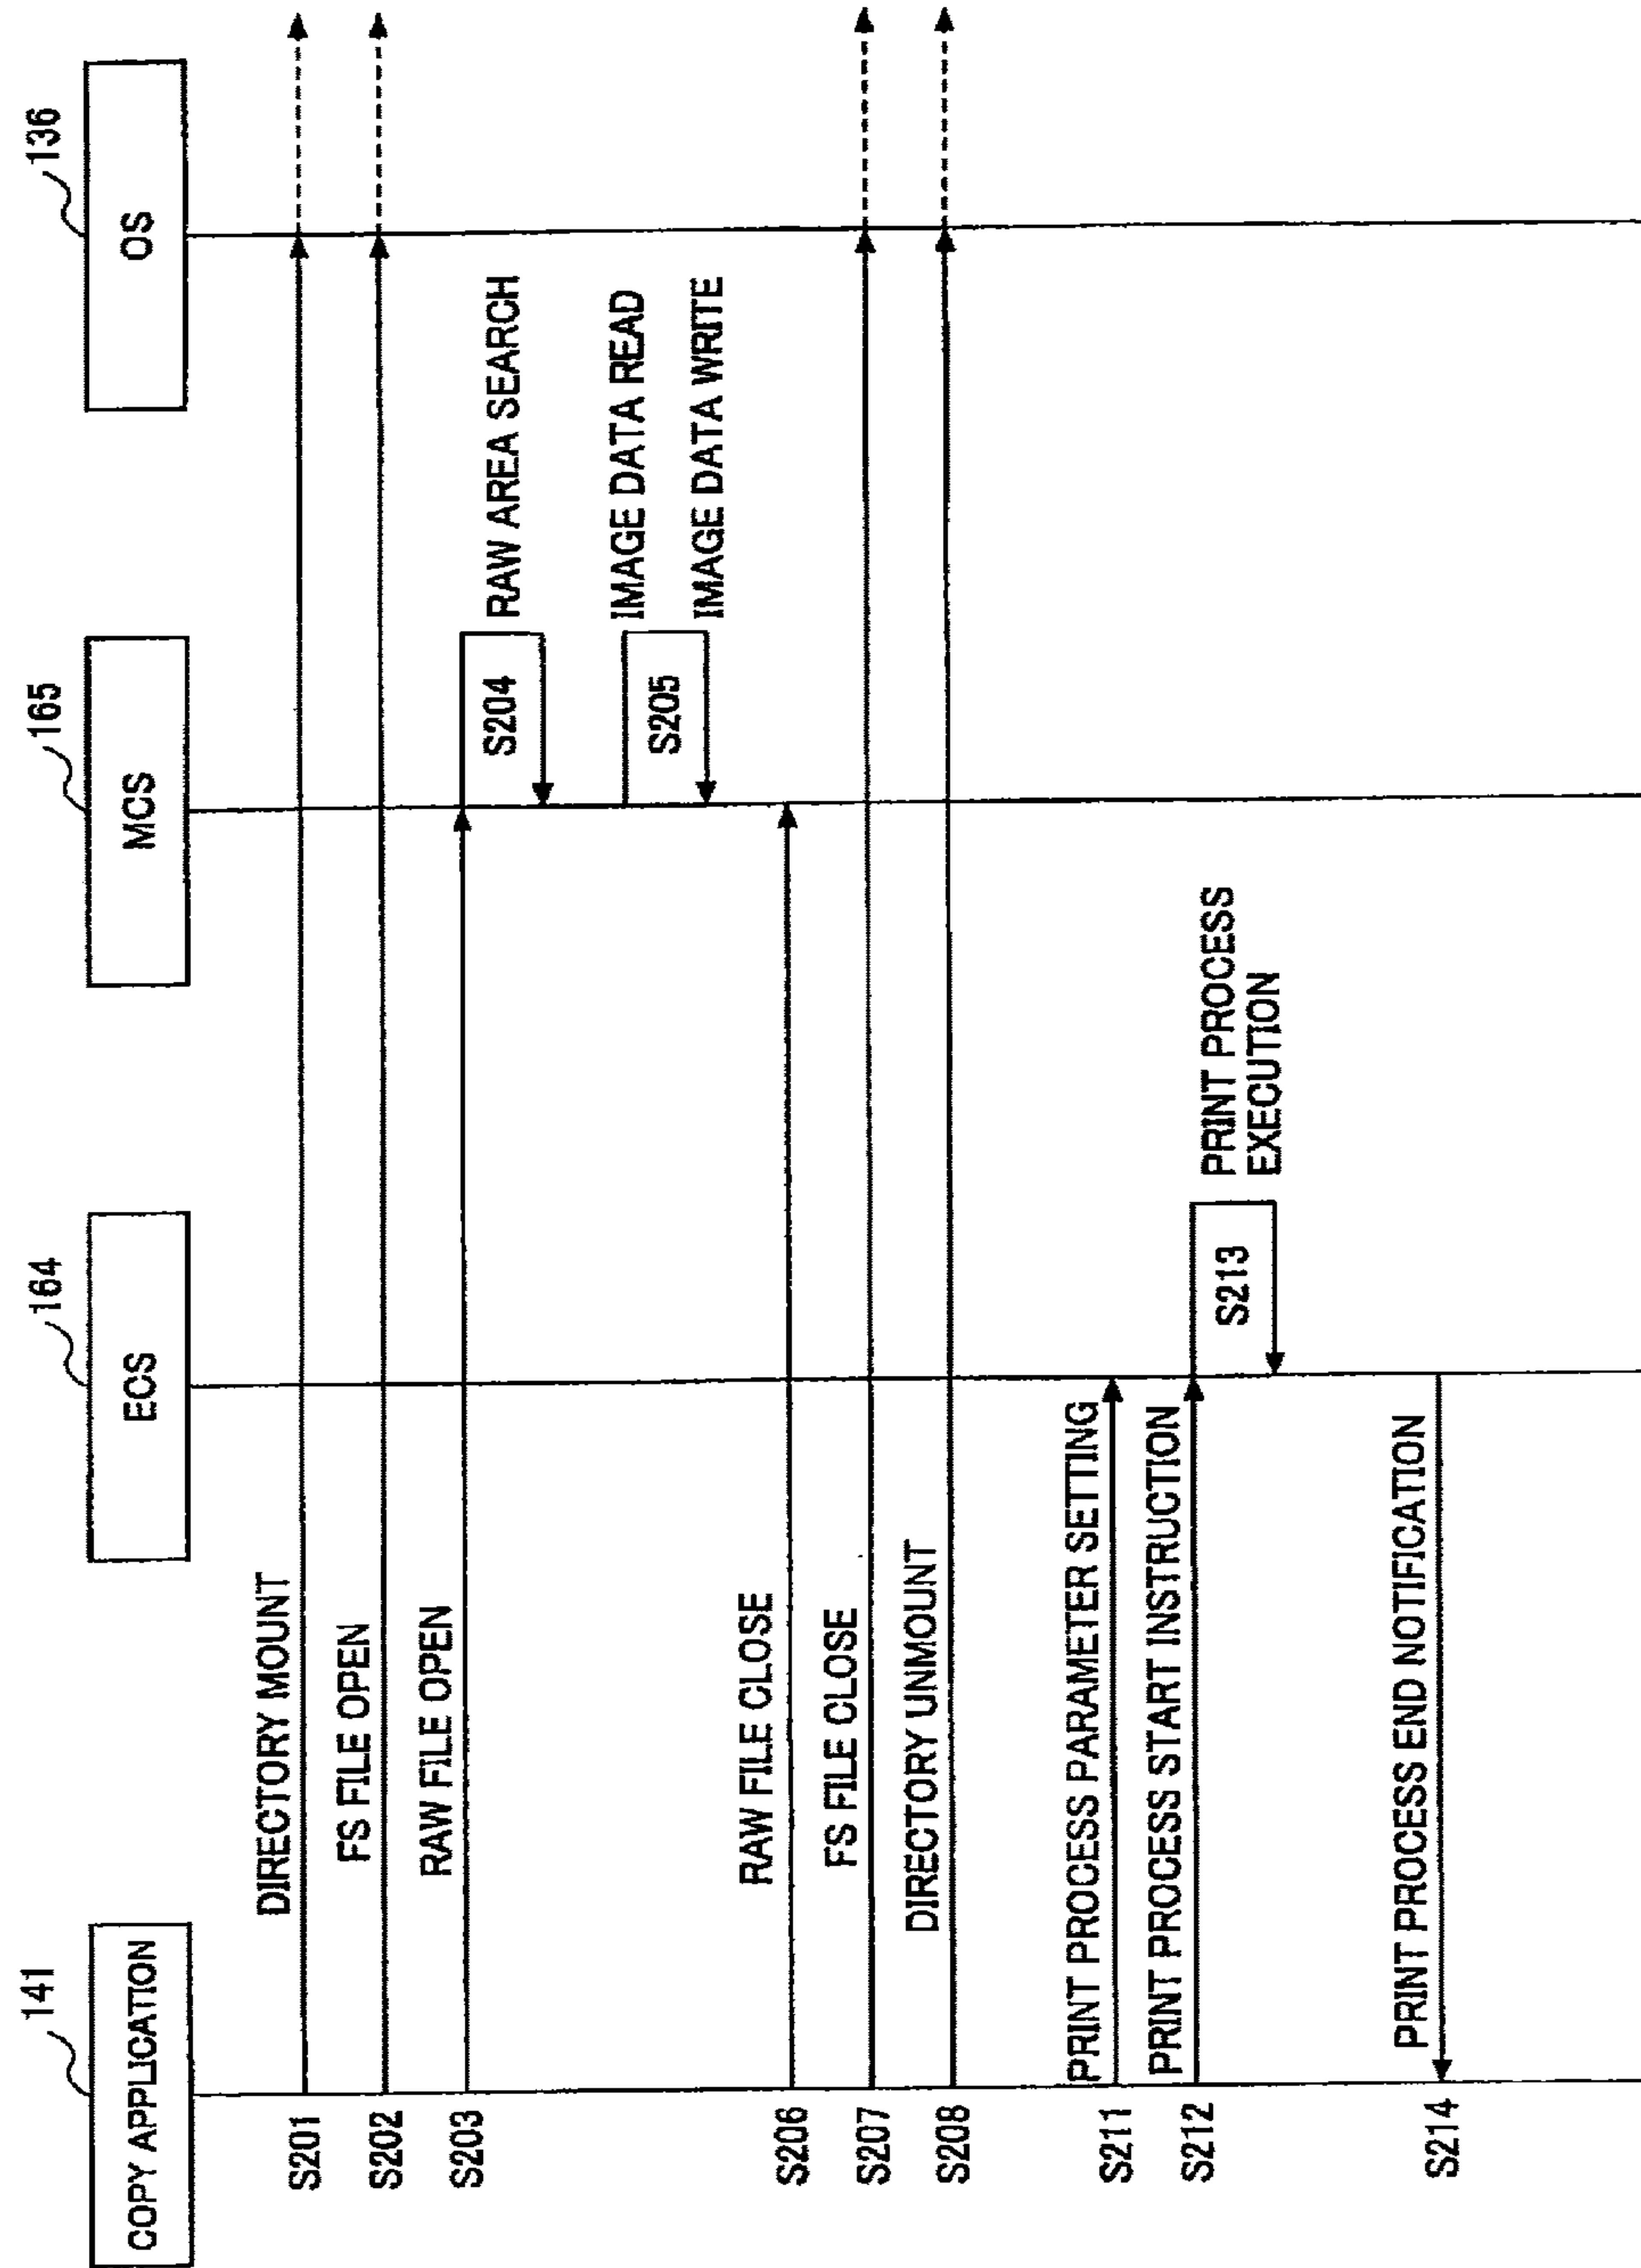 COPY APPLICATION
141
ECS
164
MCS
165
OS
136
S201
DIRECTORY MOUNT
S202
FS FILE OPEN
S203
RAW FILE OPEN
S204
RAW AREA SEARCH
S205
IMAGE DATA READ
IMAGE DATA WRITE
S206
RAW FILE CLOSE
S207
FS FILE CLOSE
S208
DIRECTORY UNMOUNT
S211
PRINT PROCESS PARAMETER SETTING
S212
PRINT PROCESS START INSTRUCTION
S213
PRINT PROCESS
EXECUTION
S214
PRINT PROCESS END NOTIFICATION